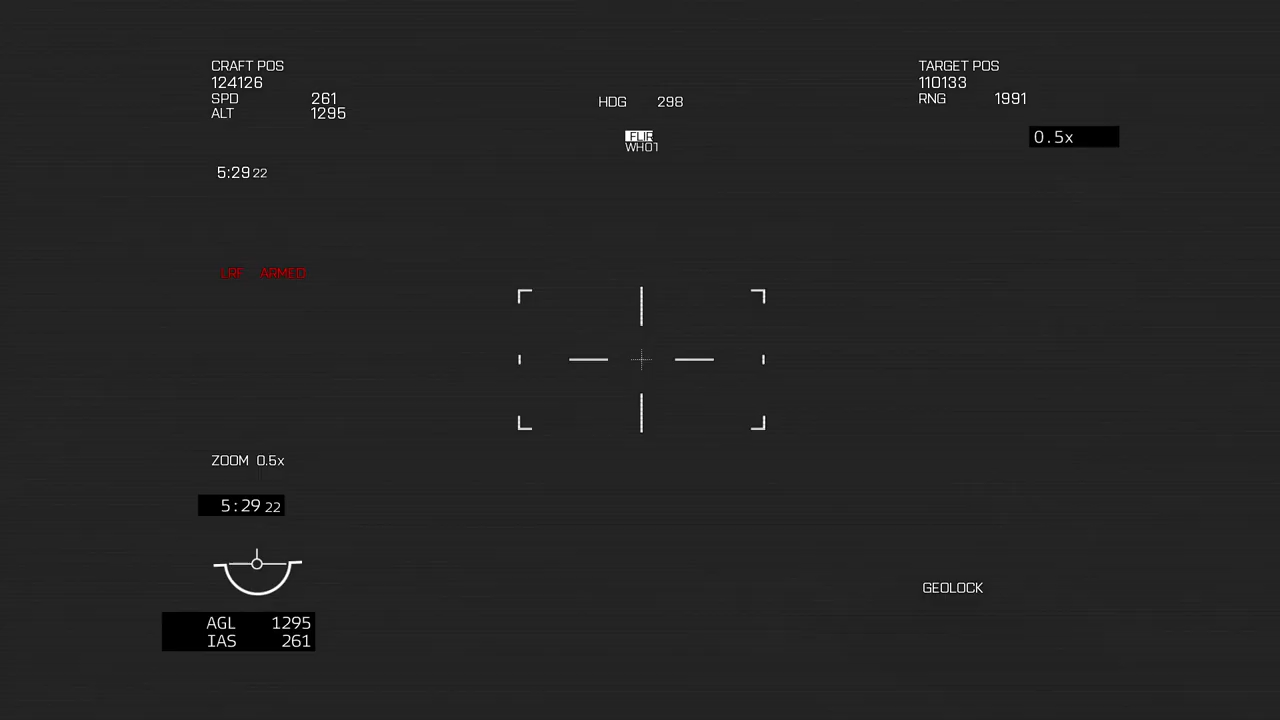 CRAFT POS
124126
SPD 261
ALT 1295
HDG 298
TARGET POS
110133
RNG 1991
FLIR
WHOT
0.5x
5:29 22
LRF ARMED
ZOOM 0.5x
5:29 22
GEOLOCK
AGL 1295
IAS 261